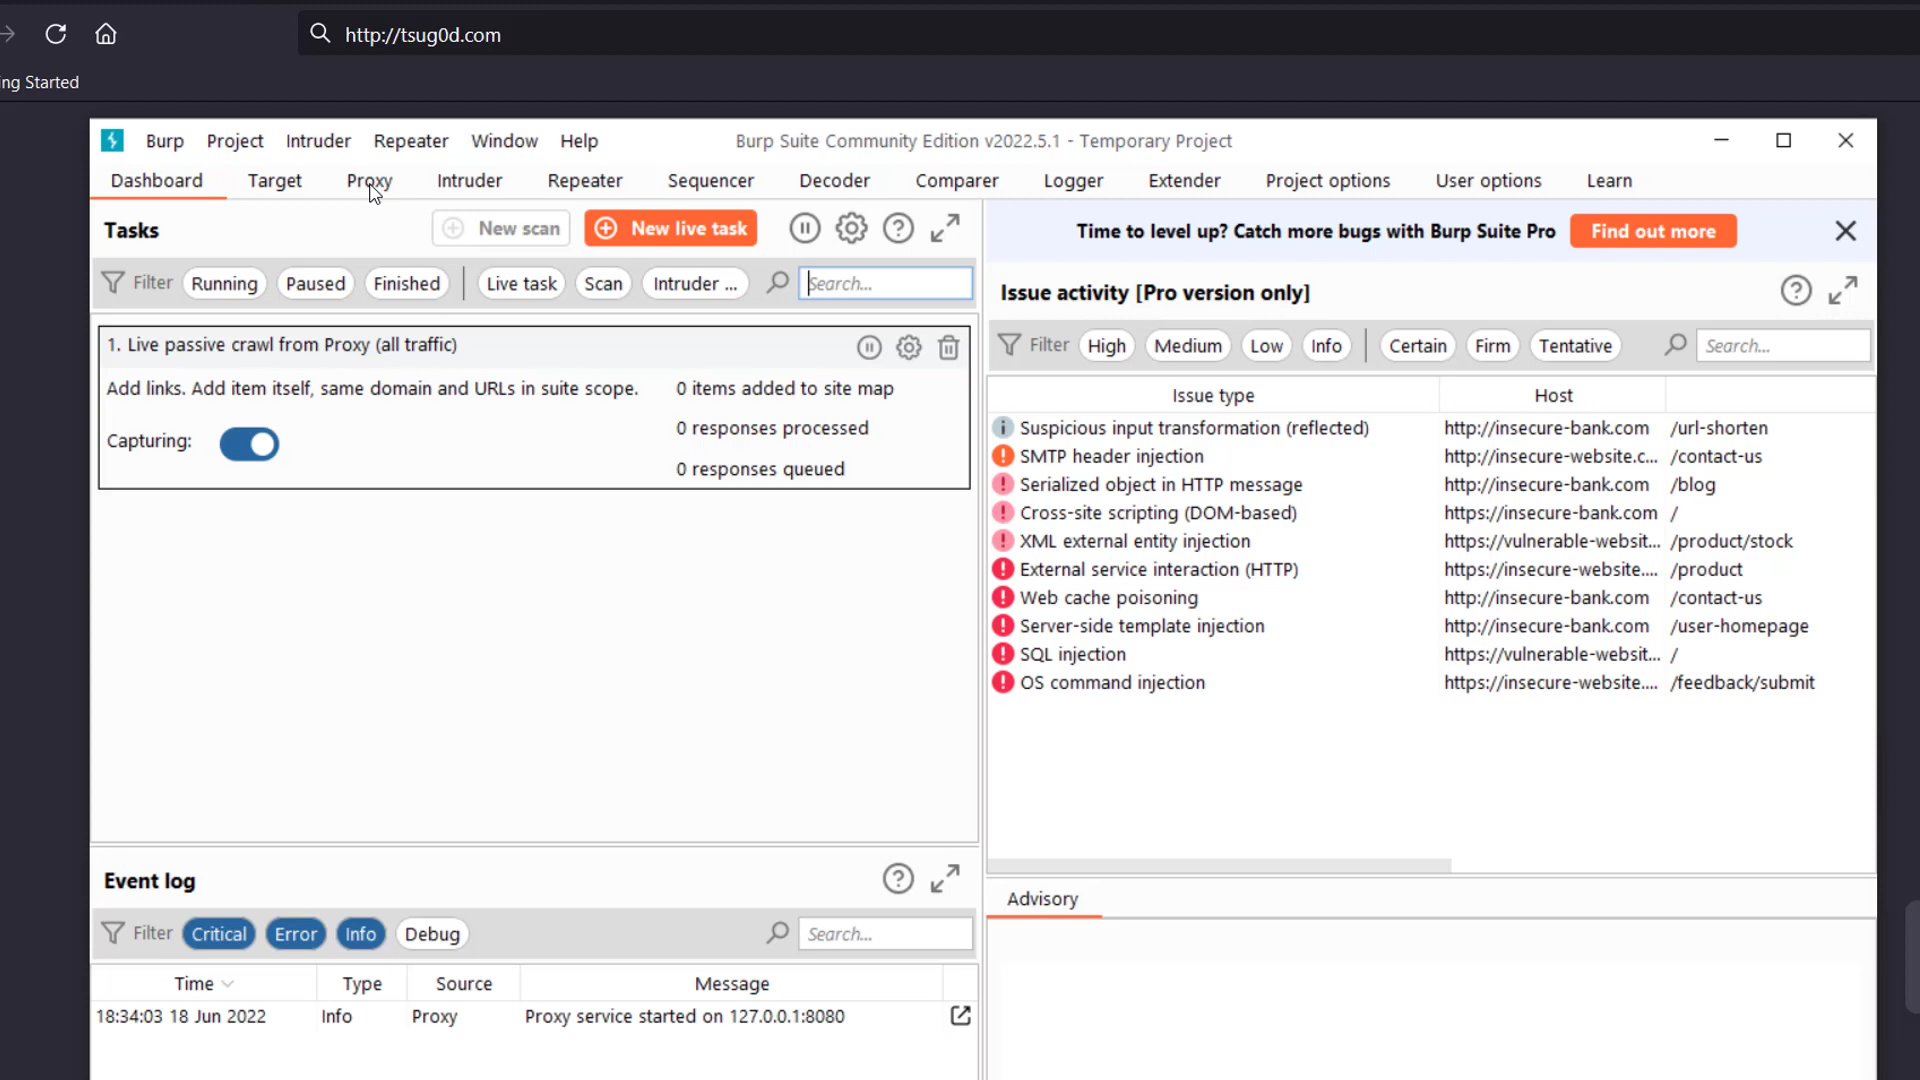 http://tsug0d.com
ing Started
Burp Project Intruder Repeater Window Help Burp Suite Community Edition v2022.5.1 - Temporary Project
Dashboard Target Proxy Intruder Repeater Sequencer Decoder Comparer Logger Extender Project options User options Learn
Tasks New scan New live task
Filter Running Paused Finished Live task Scan Intruder ... Search...
1. Live passive crawl from Proxy (all traffic)
Add links. Add item itself, same domain and URLs in suite scope. 0 items added to site map
0 responses processed
Capturing:
0 responses queued
Event log
Filter Critical Error Info Debug Search...
Time Type Source Message
18:34:03 18 Jun 2022 Info Proxy Proxy service started on 127.0.0.1:8080
Time to level up? Catch more bugs with Burp Suite Pro Find out more
Issue activity [Pro version only]
Filter High Medium Low Info Certain Firm Tentative Search...
Issue type Host
Suspicious input transformation (reflected) http://insecure-bank.com /url-shorten
SMTP header injection http://insecure-website.c... /contact-us
Serialized object in HTTP message http://insecure-bank.com /blog
Cross-site scripting (DOM-based) https://insecure-bank.com /
XML external entity injection https://vulnerable-websit... /product/stock
External service interaction (HTTP) https://insecure-website.... /product
Web cache poisoning http://insecure-bank.com /contact-us
Server-side template injection http://insecure-bank.com /user-homepage
SQL injection https://vulnerable-websit... /
OS command injection https://insecure-website.... /feedback/submit
Advisory